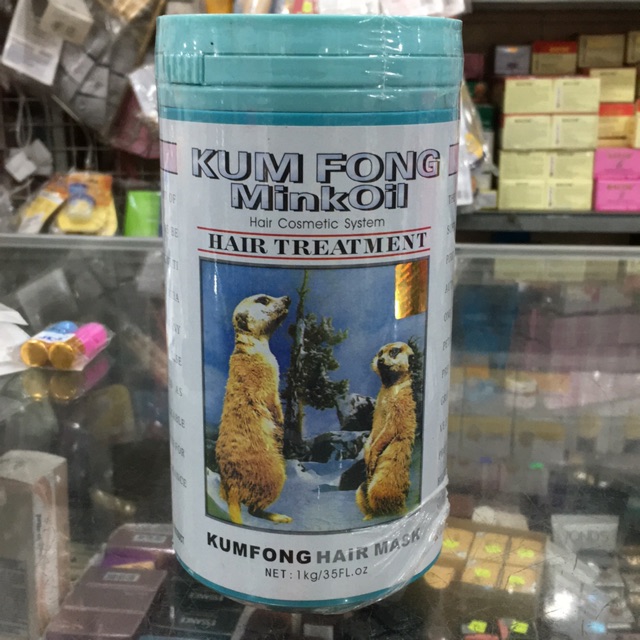 KUM FONG
MinkOil
Hair Cosmetic System
HAIR TREATMENT
KUMFONG HAIR MASK
NET : 1kg/35FL.oz